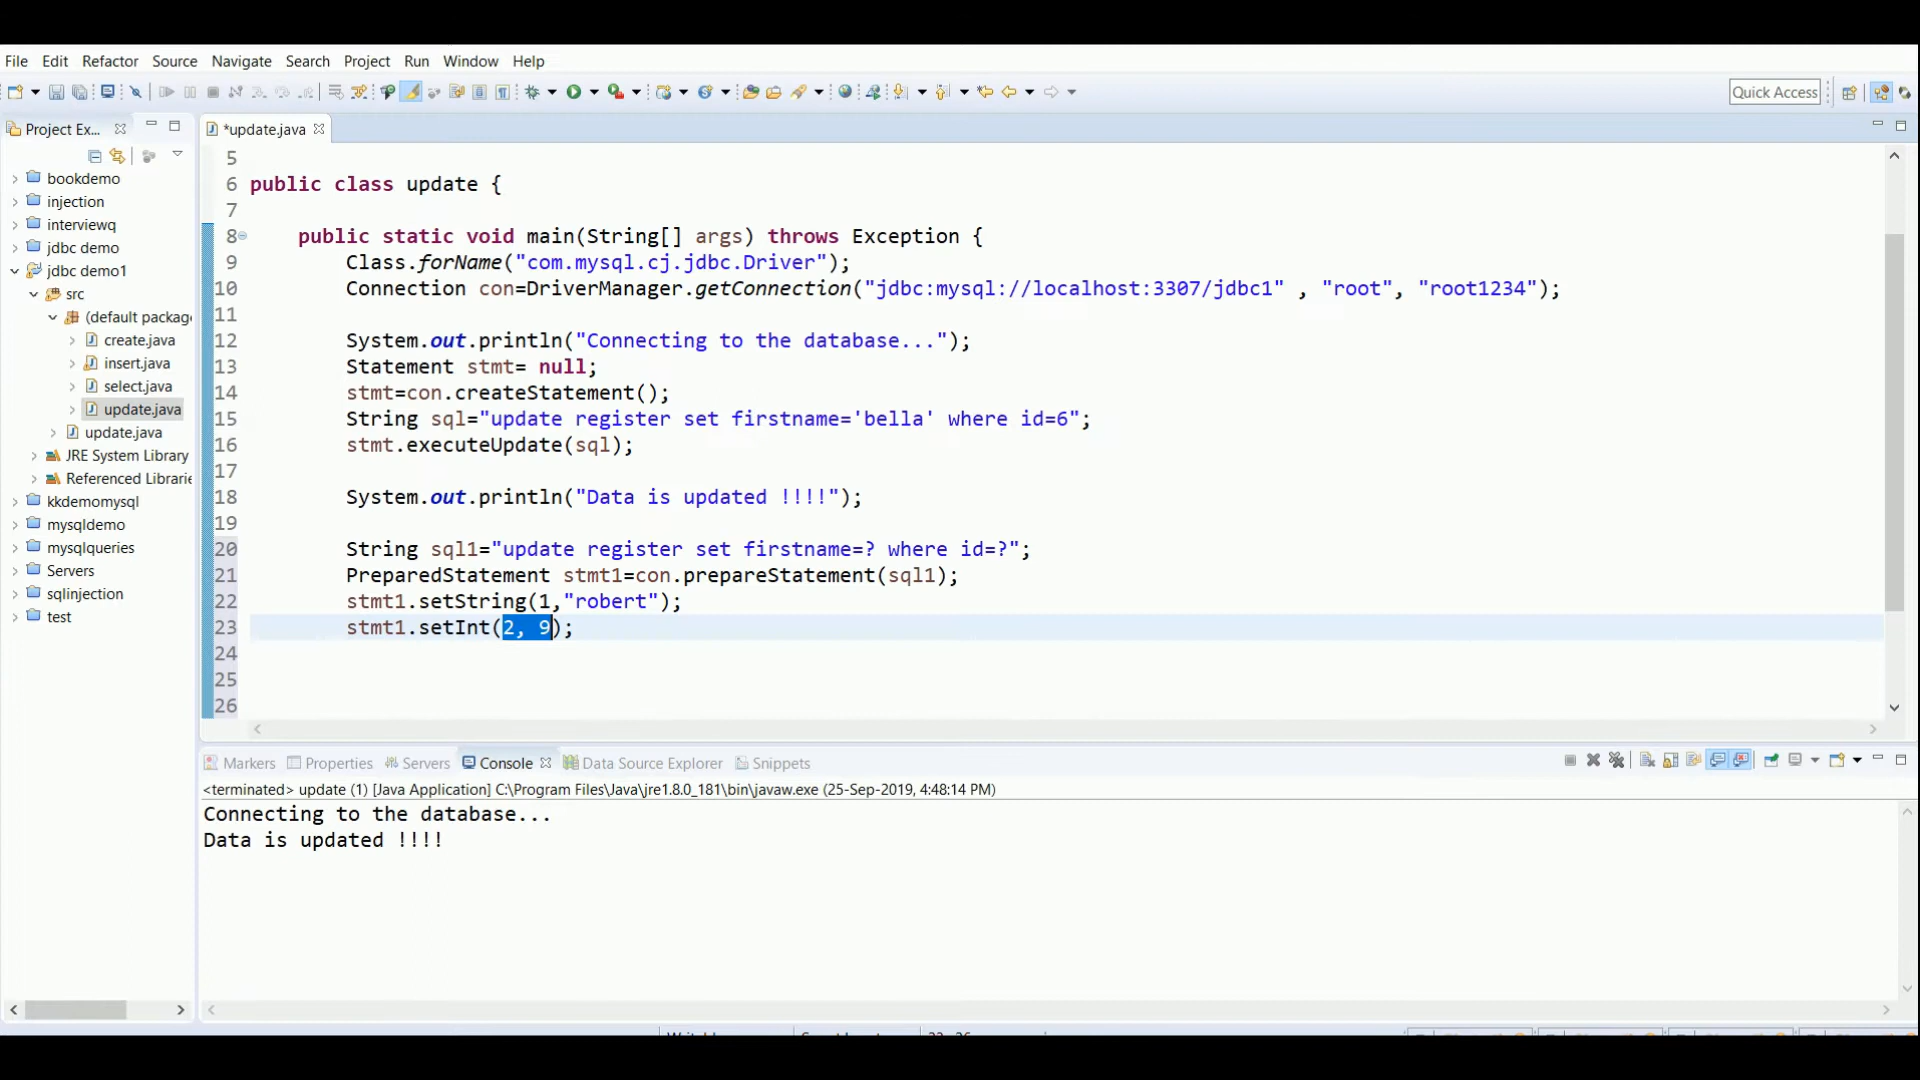 File Edit Refactor Source Navigate Search Project Run Window Help
Quick Access
Project Ex...
*update.java
bookdemo
injection
interviewq
jdbc demo
jdbc demo1
src
(default package
create.java
insert.java
select.java
update.java
update.java
JRE System Library
Referenced Librarie
kkdemomysql
mysqldemo
mysqlqueries
Servers
sqlinjection
test
5
6 public class update {
7
8 public static void main(String[] args) throws Exception {
9 Class.forName("com.mysql.cj.jdbc.Driver");
10 Connection con=DriverManager.getConnection("jdbc:mysql://localhost:3307/jdbc1" , "root", "root1234");
11
12 System.out.println("Connecting to the database...");
13 Statement stmt= null;
14 stmt=con.createStatement();
15 String sql="update register set firstname='bella' where id=6";
16 stmt.executeUpdate(sql);
17
18 System.out.println("Data is updated !!!!");
19
20 String sql1="update register set firstname=? where id=?";
21 PreparedStatement stmt1=con.prepareStatement(sql1);
22 stmt1.setString(1,"robert");
23 stmt1.setInt(2, 9);
24
25
26
Markers Properties Servers Console Data Source Explorer Snippets
<terminated> update (1) [Java Application] C:\Program Files\Java\jre1.8.0_181\bin\javaw.exe (25-Sep-2019, 4:48:14 PM)
Connecting to the database...
Data is updated !!!!